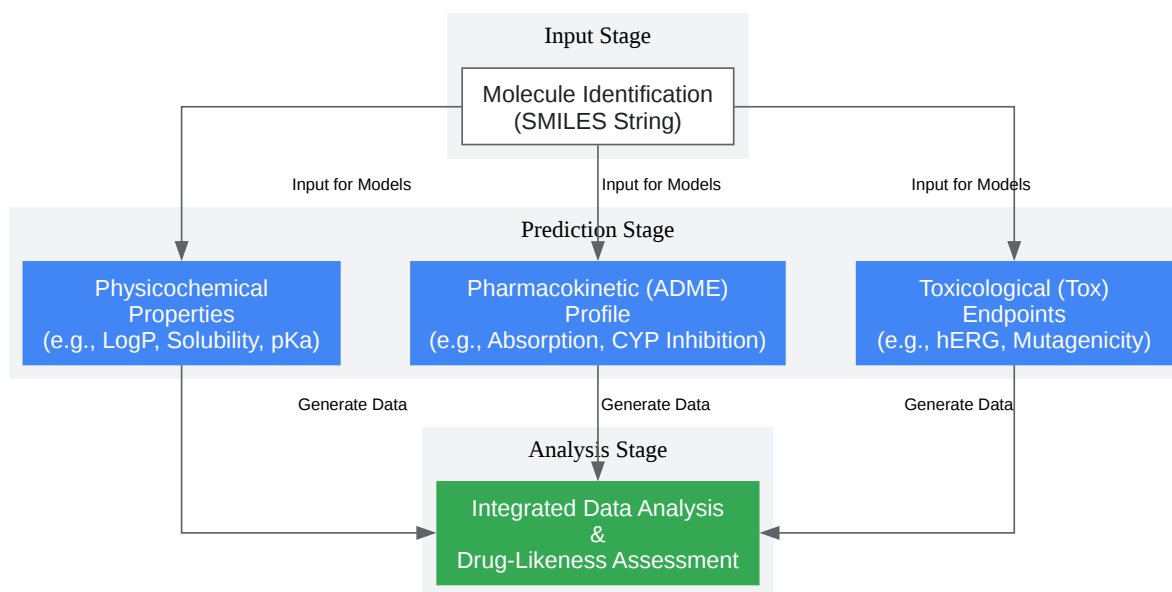 Input Stage
Molecule Identification
(SMILES String)
Input for Models
Input for Models
Input for Models
Prediction Stage
Physicochemical
Properties
(e.g., LogP, Solubility, pKa)
Pharmacokinetic (ADME)
Profile
(e.g., Absorption, CYP Inhibition)
Toxicological (Tox)
Endpoints
(e.g., hERG, Mutagenicity)
Generate Data
Generate Data
Generate Data
Analysis Stage
Integrated Data Analysis
&
Drug-Likeness Assessment